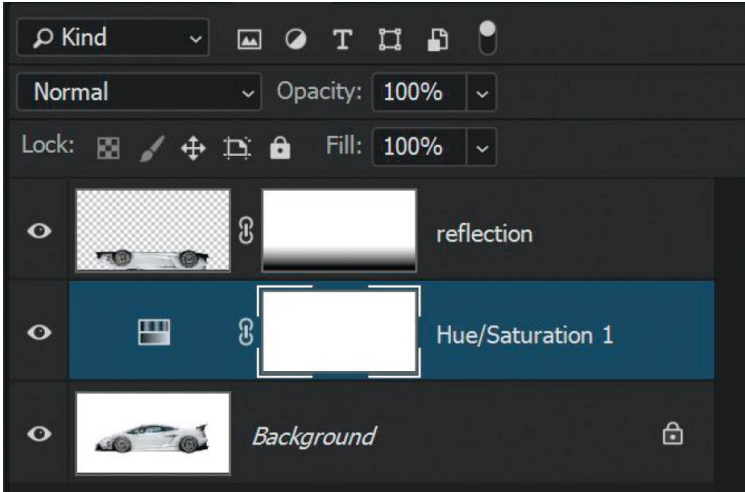 Kind
Normal Opacity: 100%
Lock: Fill: 100%
reflection
Hue/Saturation 1
Background